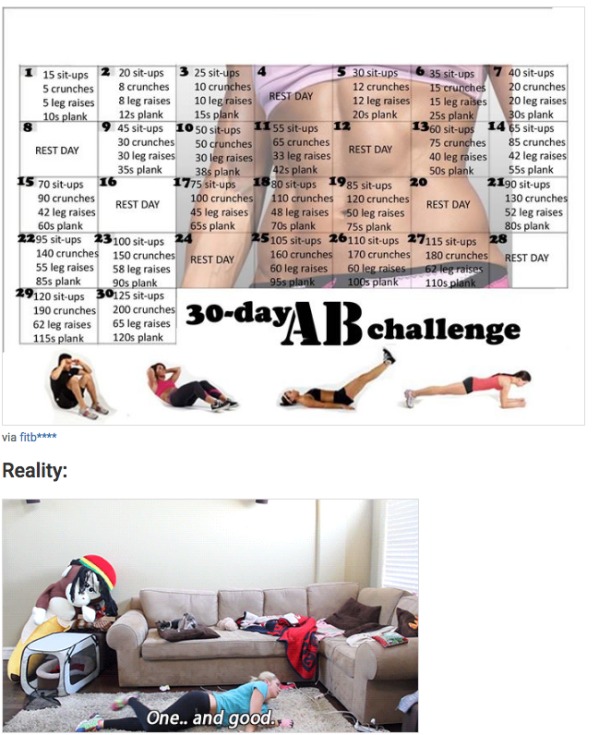 1 15 sit-ups
5 crunches
5 leg raises
10s plank
2 20 sit-ups
8 crunches
8 leg raises
12s plank
3 25 sit-ups
10 crunches
10 leg raises
15s plank
4
REST DAY
5 30 sit-ups
12 crunches
12 leg raises
20s plank
6 35 sit-ups
15 crunches
15 leg raises
25s plank
7 40 sit-ups
20 crunches
20 leg raises
30s plank
8
REST DAY
9 45 sit-ups
30 crunches
30 leg raises
35s plank
10 50 sit-ups
50 crunches
30 leg raises
38s plank
11 55 sit-ups
65 crunches
33 leg raises
42s plank
12
REST DAY
13 60 sit-ups
75 crunches
40 leg raises
50s plank
14 65 sit-ups
85 crunches
42 leg raises
55s plank
15 70 sit-ups
90 crunches
42 leg raises
60s plank
16
REST DAY
17 75 sit-ups
100 crunches
45 leg raises
65s plank
18 80 sit-ups
110 crunches
48 leg raises
70s plank
19 85 sit-ups
120 crunches
50 leg raises
75s plank
20
REST DAY
21 90 sit-ups
130 crunches
52 leg raises
80s plank
22 95 sit-ups
140 crunches
55 leg raises
85s plank
23 100 sit-ups
150 crunches
58 leg raises
90s plank
24
REST DAY
25 105 sit-ups
160 crunches
60 leg raises
95s plank
26 110 sit-ups
170 crunches
60 leg raises
100s plank
27 115 sit-ups
180 crunches
62 leg raises
110s plank
28
REST DAY
29 120 sit-ups
190 crunches
62 leg raises
115s plank
30 125 sit-ups
200 crunches
65 leg raises
120s plank
30-day AB challenge
via fitb****
Reality:
One.. and good.